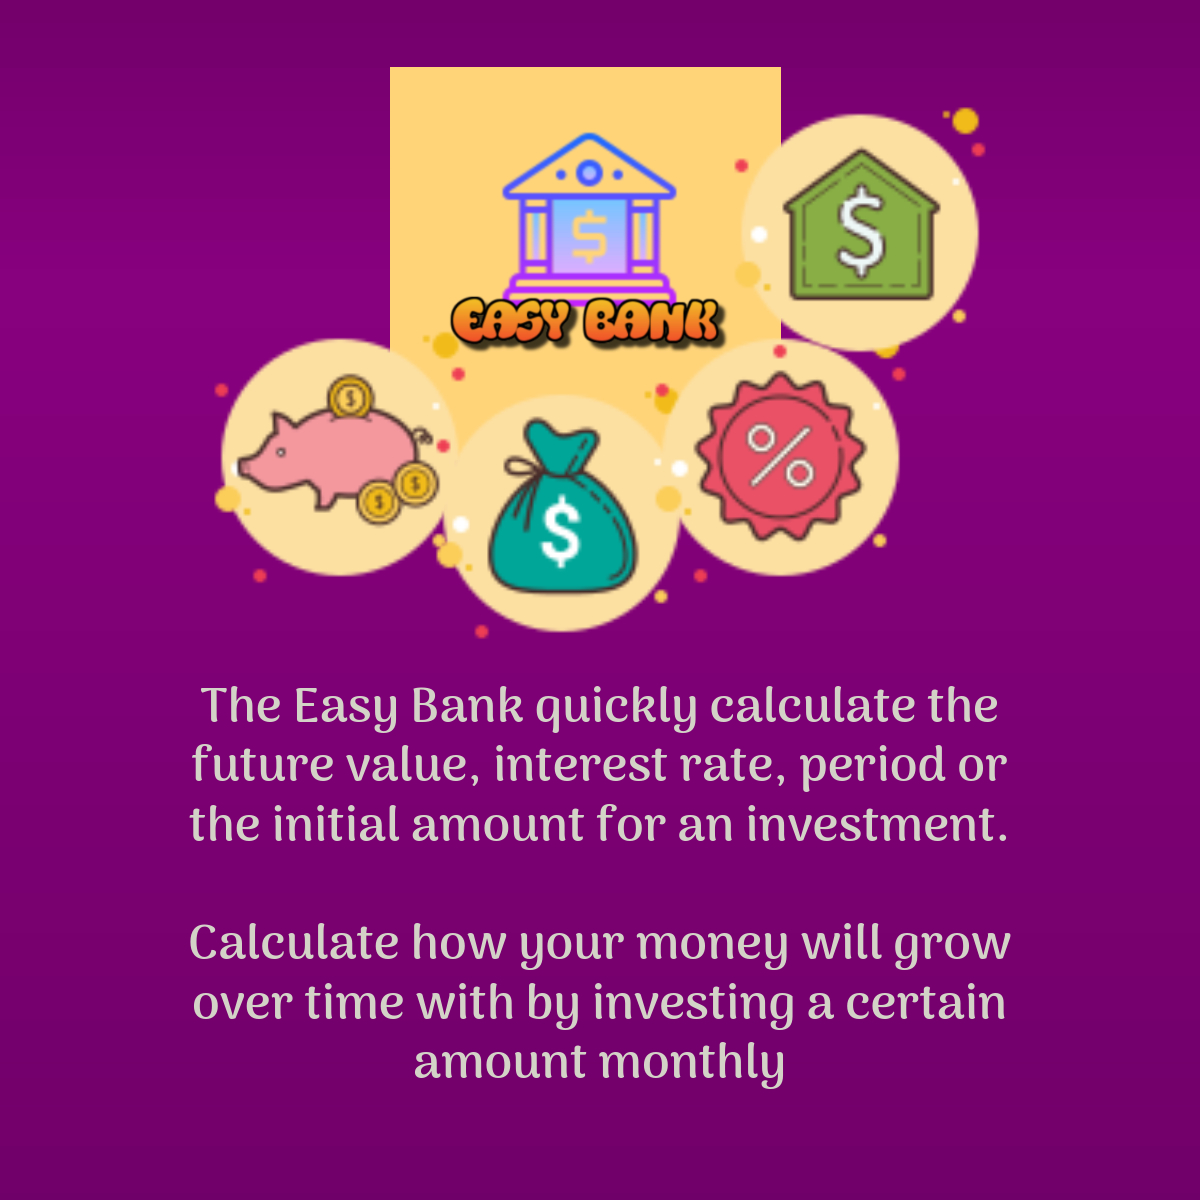 EASY BANK
The Easy Bank quickly calculate the
future value, interest rate, period or
the initial amount for an investment.
Calculate how your money will grow
over time with by investing a certain
amount monthly